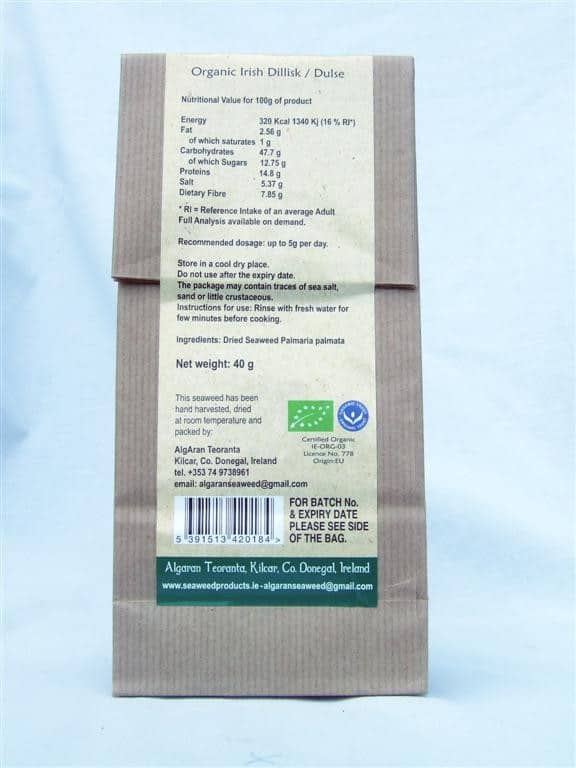 Organic Irish Dillisk / Dulse
Nutritional Value for 100g of product
Energy 320 Kcal 1340 Kj (16 % RI*)
Fat 2.56 g
of which saturates 1 g
Carbohydrates 47.7 g
of which Sugars 12.75 g
Proteins 14.8 g
Salt 5.37 g
Dietary Fibre 7.85 g
* RI = Reference Intake of an average Adult
Full Analysis available on demand.
Recommended dosage: up to 5g per day.
Store in a cool dry place.
Do not use after the expiry date.
The package may contain traces of sea salt,
sand or little crustaceous.
Instructions for use: Rinse with fresh water for
few minutes before cooking.
Ingredients: Dried Seaweed Palmaria palmata
Net weight: 40 g
This seaweed has been
hand harvested, dried
at room temperature and
packed by:
AlgAran Teoranta
Kilcar, Co. Donegal, Ireland
tel. +353 74 9738961
email: algaranseaweed@gmail.com
Certified Organic
IE-ORG-03
Licence No. 778
Origin:EU
5 391513 420184 >
FOR BATCH No.
& EXPIRY DATE
PLEASE SEE SIDE
OF THE BAG.
Algaran Teoranta, Kilcar, Co. Donegal, Ireland
www.seaweedproducts.ie-algaranseaweed@gmail.com